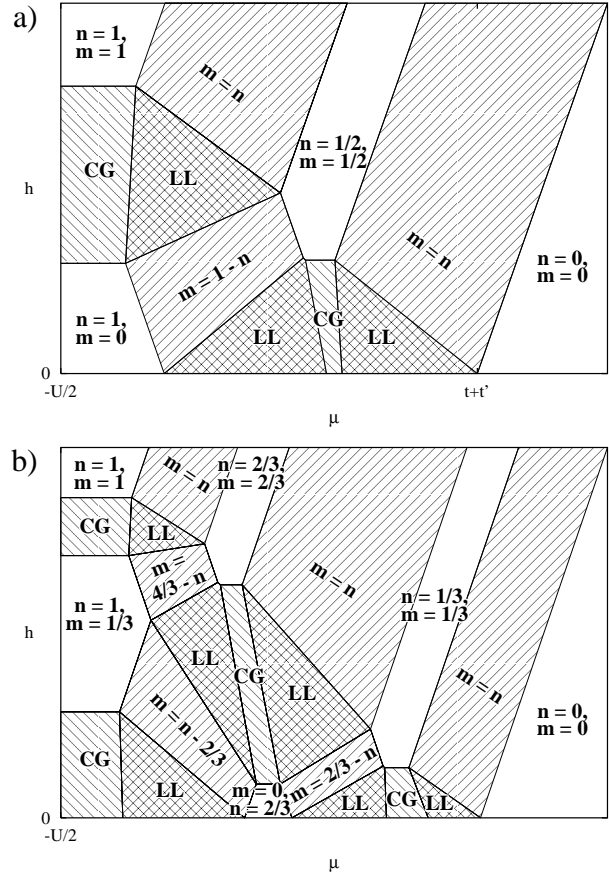 a)
n = 1,
m = 1
m = n
n = 1/2,
m = 1/2
CG
LL
h
m = 1 - n
m = n
n = 0,
m = 0
n = 1,
m = 0
LL
CG
LL
0
-U/2
t+t'
μ
b)
n = 1,
m = 1
m = n
n = 2/3,
m = 2/3
CG
LL
m =
4/3 - n
m = n
n = 1/3,
m = 1/3
n = 1,
m = 1/3
h
LL
CG
LL
m = n
n = 0,
m = 0
CG
LL
m = n - 2/3
m = 0,
n = 2/3
m = 2/3 - n
LL
CG
LL
0
-U/2
μ